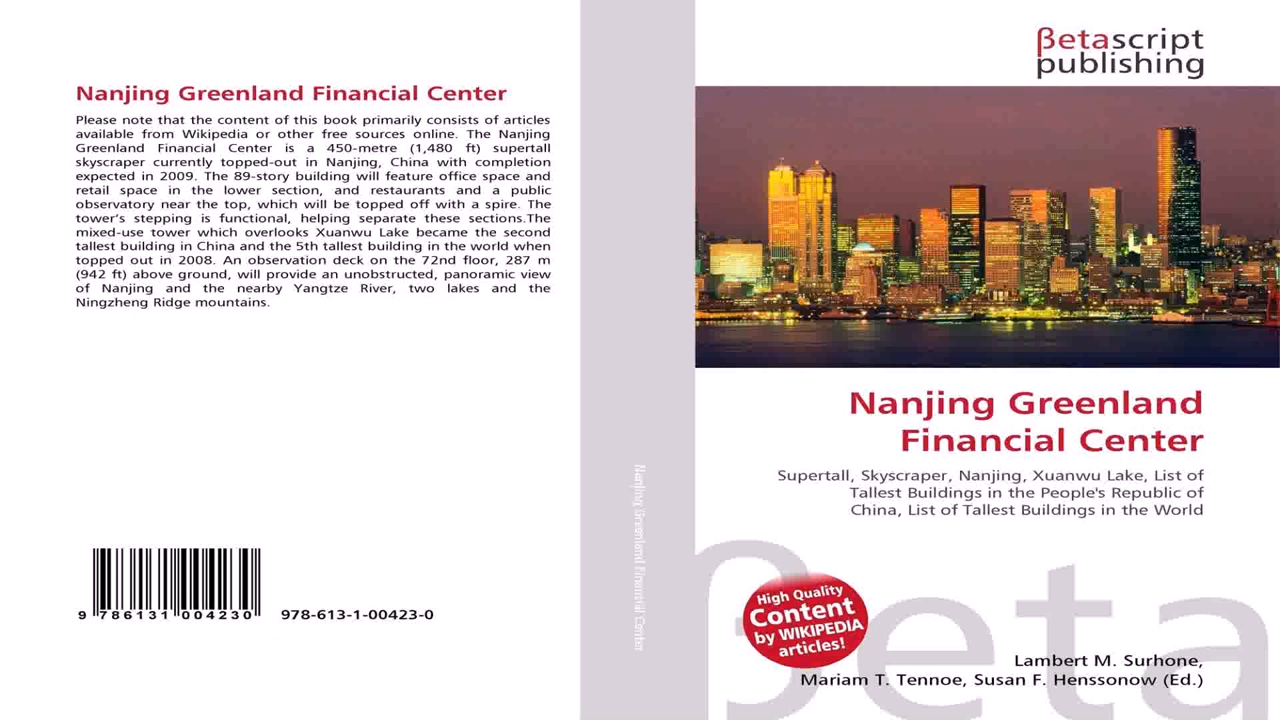 Nanjing Greenland Financial Center
Please note that the content of this book primarily consists of articles
available from Wikipedia or other free sources online. The Nanjing
Greenland Financial Center is a 450-metre (1,480 ft) supertall
skyscraper currently topped-out in Nanjing, China with completion
expected in 2009. The 89-story building will feature office space and
retail space in the lower section, and restaurants and a public
observatory near the top, which will be topped off with a spire. The
tower's stepping is functional, helping separate these sections.The
mixed-use tower which overlooks Xuanwu Lake became the second
tallest building in China and the 5th tallest building in the world when
topped out in 2008. An observation deck on the 72nd floor, 287 m
(942 ft) above ground, will provide an unobstructed, panoramic view
of Nanjing and the nearby Yangtze River, two lakes and the
Ningzheng Ridge mountains.
9 786131 004230
978-613-1-00423-0
Nanjing Greenland Financial Center
βetascript
publishing
Nanjing Greenland
Financial Center
Supertall, Skyscraper, Nanjing, Xuanwu Lake, List of
Tallest Buildings in the People's Republic of
China, List of Tallest Buildings in the World
High Quality
Content
by WIKIPEDIA
articles!
βeta
Lambert M. Surhone,
Mariam T. Tennoe, Susan F. Henssonow (Ed.)